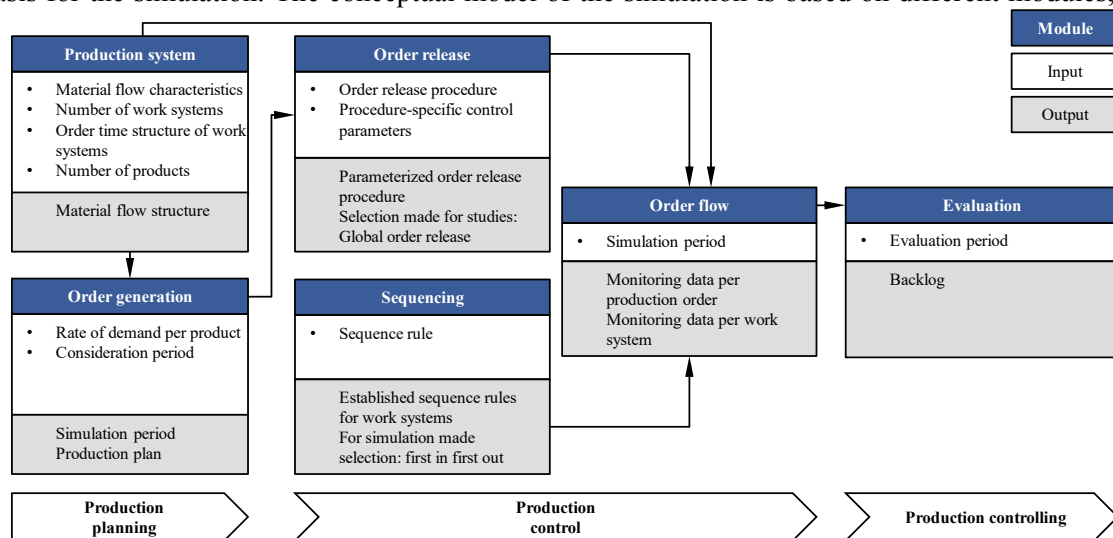 asis for the simulation. The conceptual model of the simulation is based on different modules,
Module
Input
Output
Production system
• Material flow characteristics
• Number of work systems
• Order time structure of work
systems
• Number of products
Material flow structure
Order generation
• Rate of demand per product
• Consideration period
Simulation period
Production plan
Order release
• Order release procedure
• Procedure-specific control
parameters
Parameterized order release
procedure
Selection made for studies:
Global order release
Sequencing
• Sequence rule
Established sequence rules
for work systems
For simulation made
selection: first in first out
Order flow
• Simulation period
Monitoring data per
production order
Monitoring data per work
system
Evaluation
• Evaluation period
Backlog
Production
planning
Production
control
Production controlling